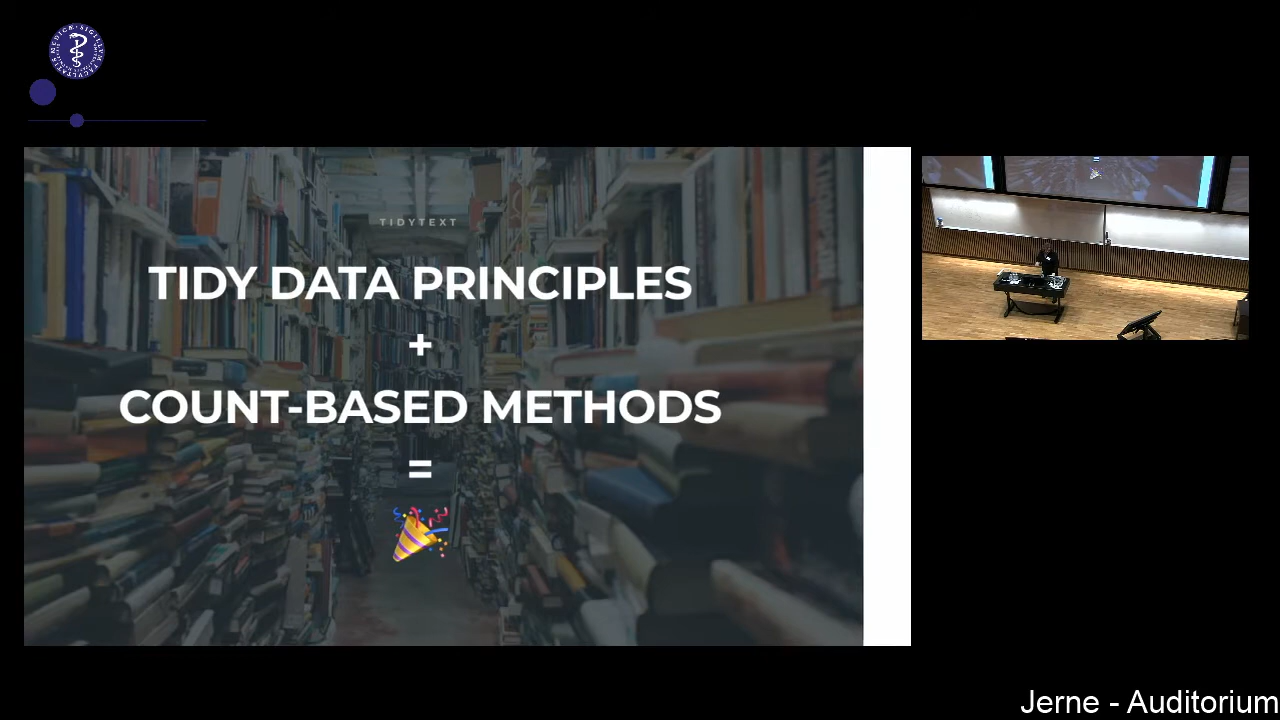 TIDYTEXT
TIDY DATA PRINCIPLES
+
COUNT-BASED METHODS
=
Jerne - Auditorium